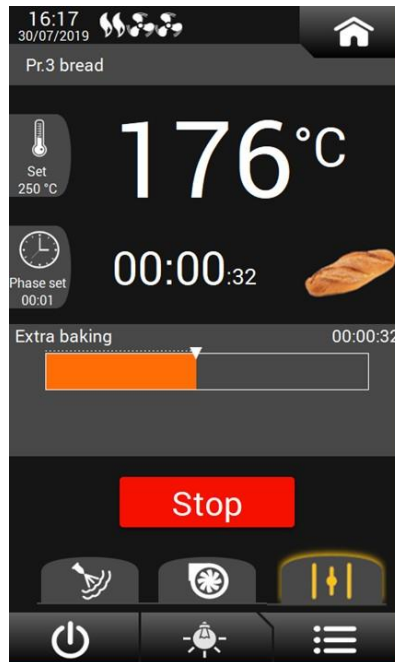 16:17
30/07/2019
Pr.3 bread
176°C
Set
250 °C
00:00:32
Phase set
00:01
Extra baking 00:00:32
Stop